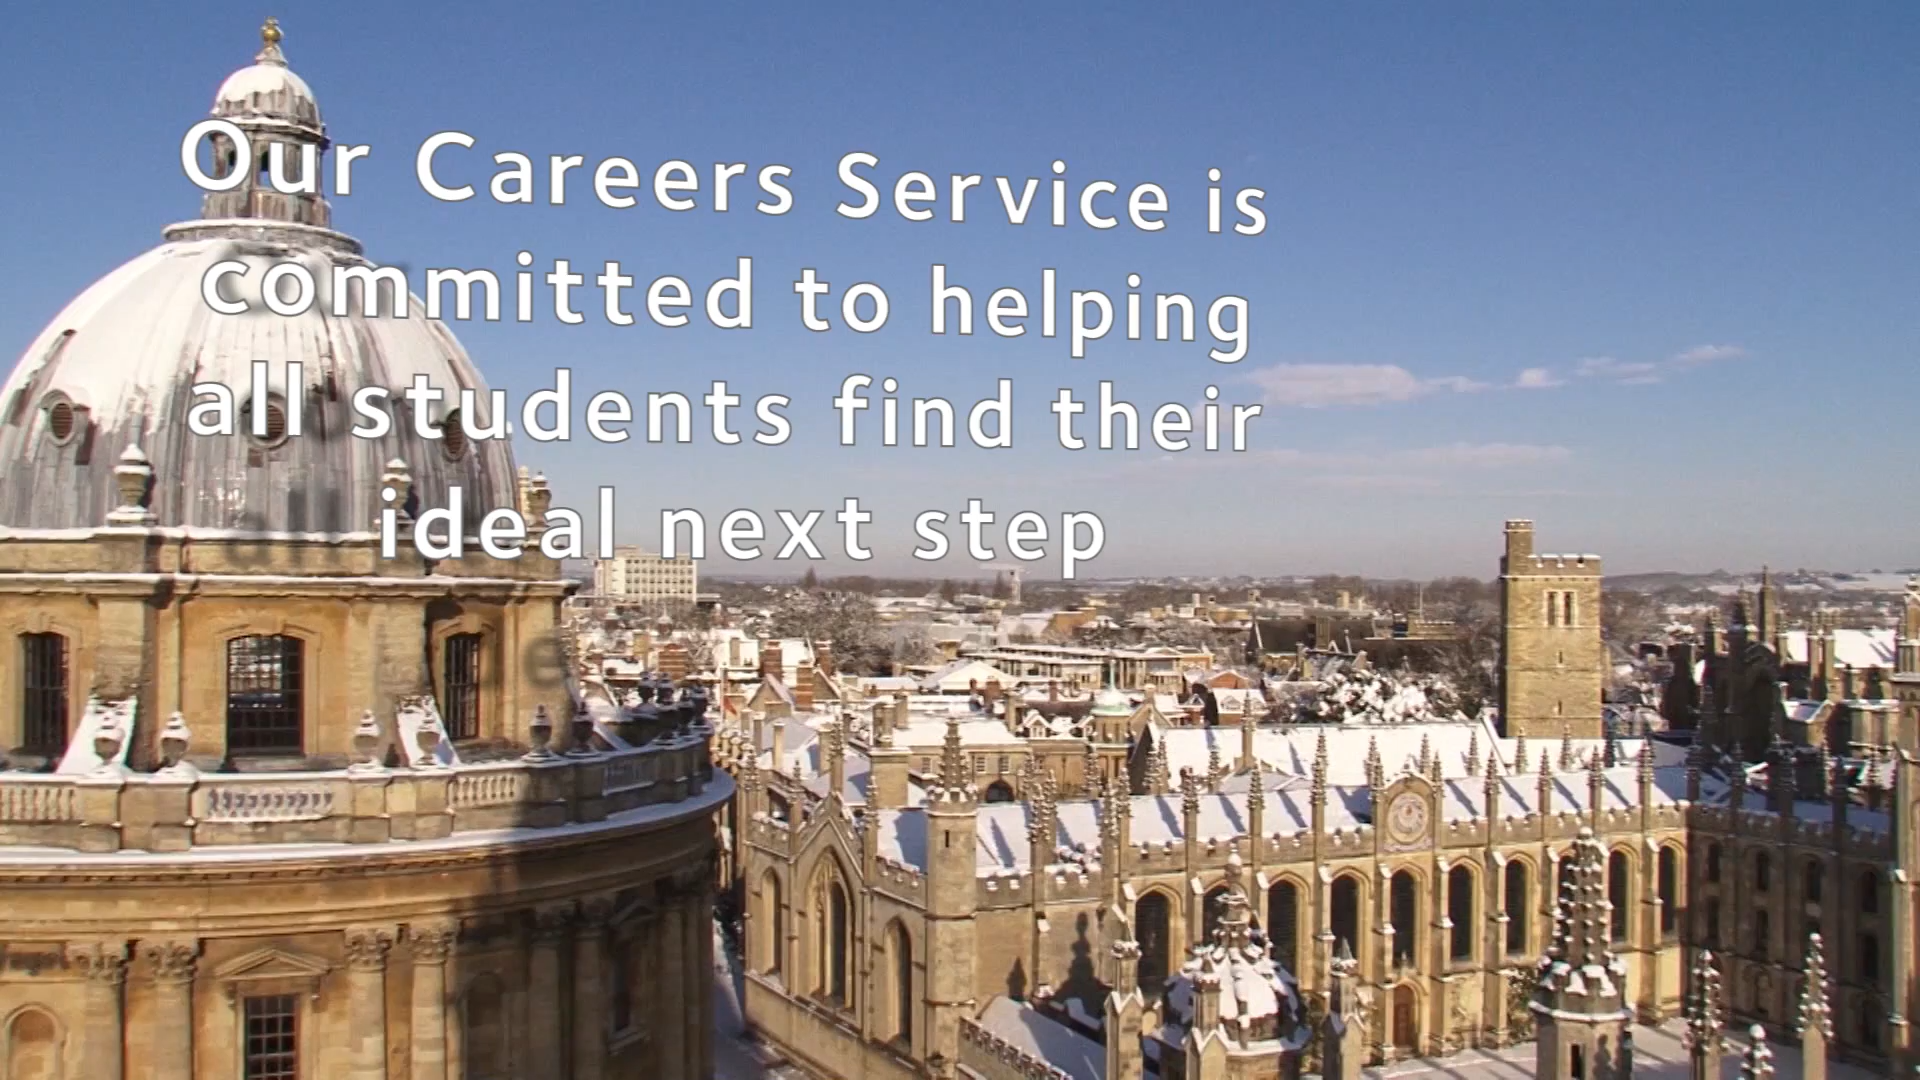 Our Careers Service is
committed to helping
all students find their
ideal next step